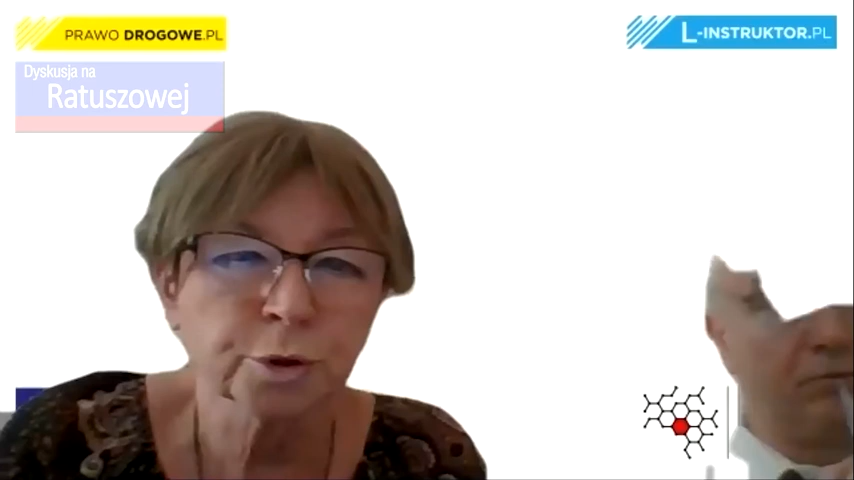 PRAWO DROGOWE.PL
L-INSTRUKTOR.PL
Dyskusja na
Ratuszowej